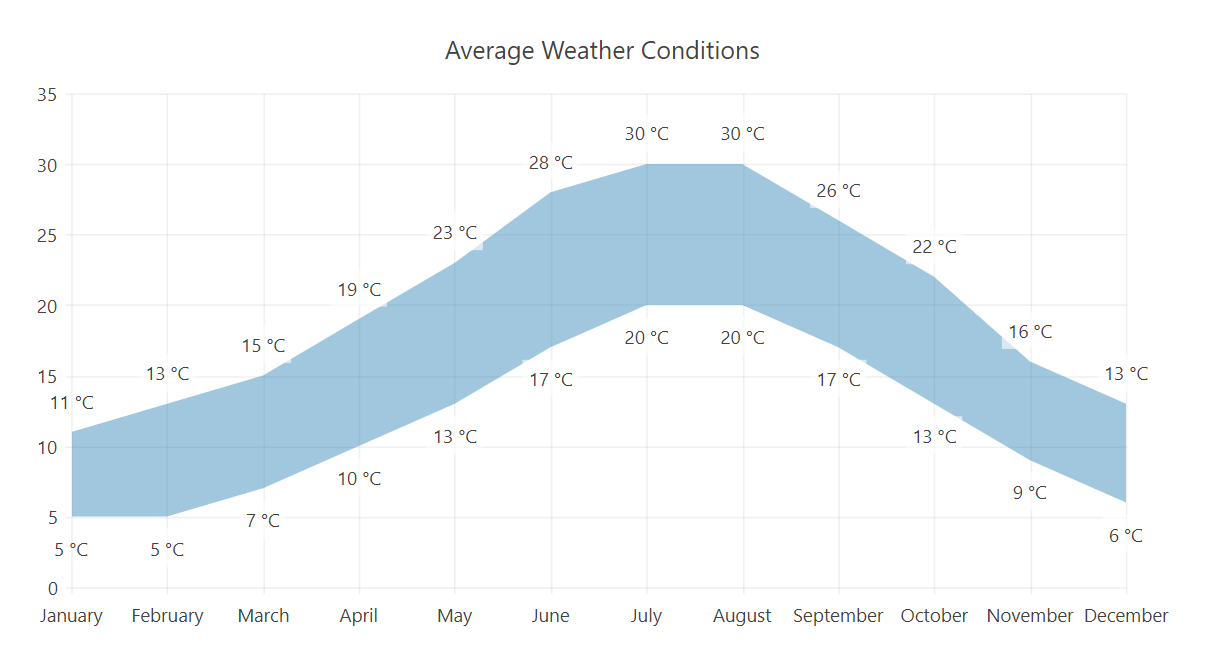 Average Weather Conditions
35
30 °C 30 °C
30
28 °C
26 °C
25
23 °C
22 °C
20
19 °C
20 °C 20 °C
16 °C
15 °C
15
13 °C
13 °C
17 °C 17 °C
11 °C
10
13 °C 13 °C
10 °C
9 °C
5
7 °C
6 °C
5 °C 5 °C
0
January February March April May June July August September October November December